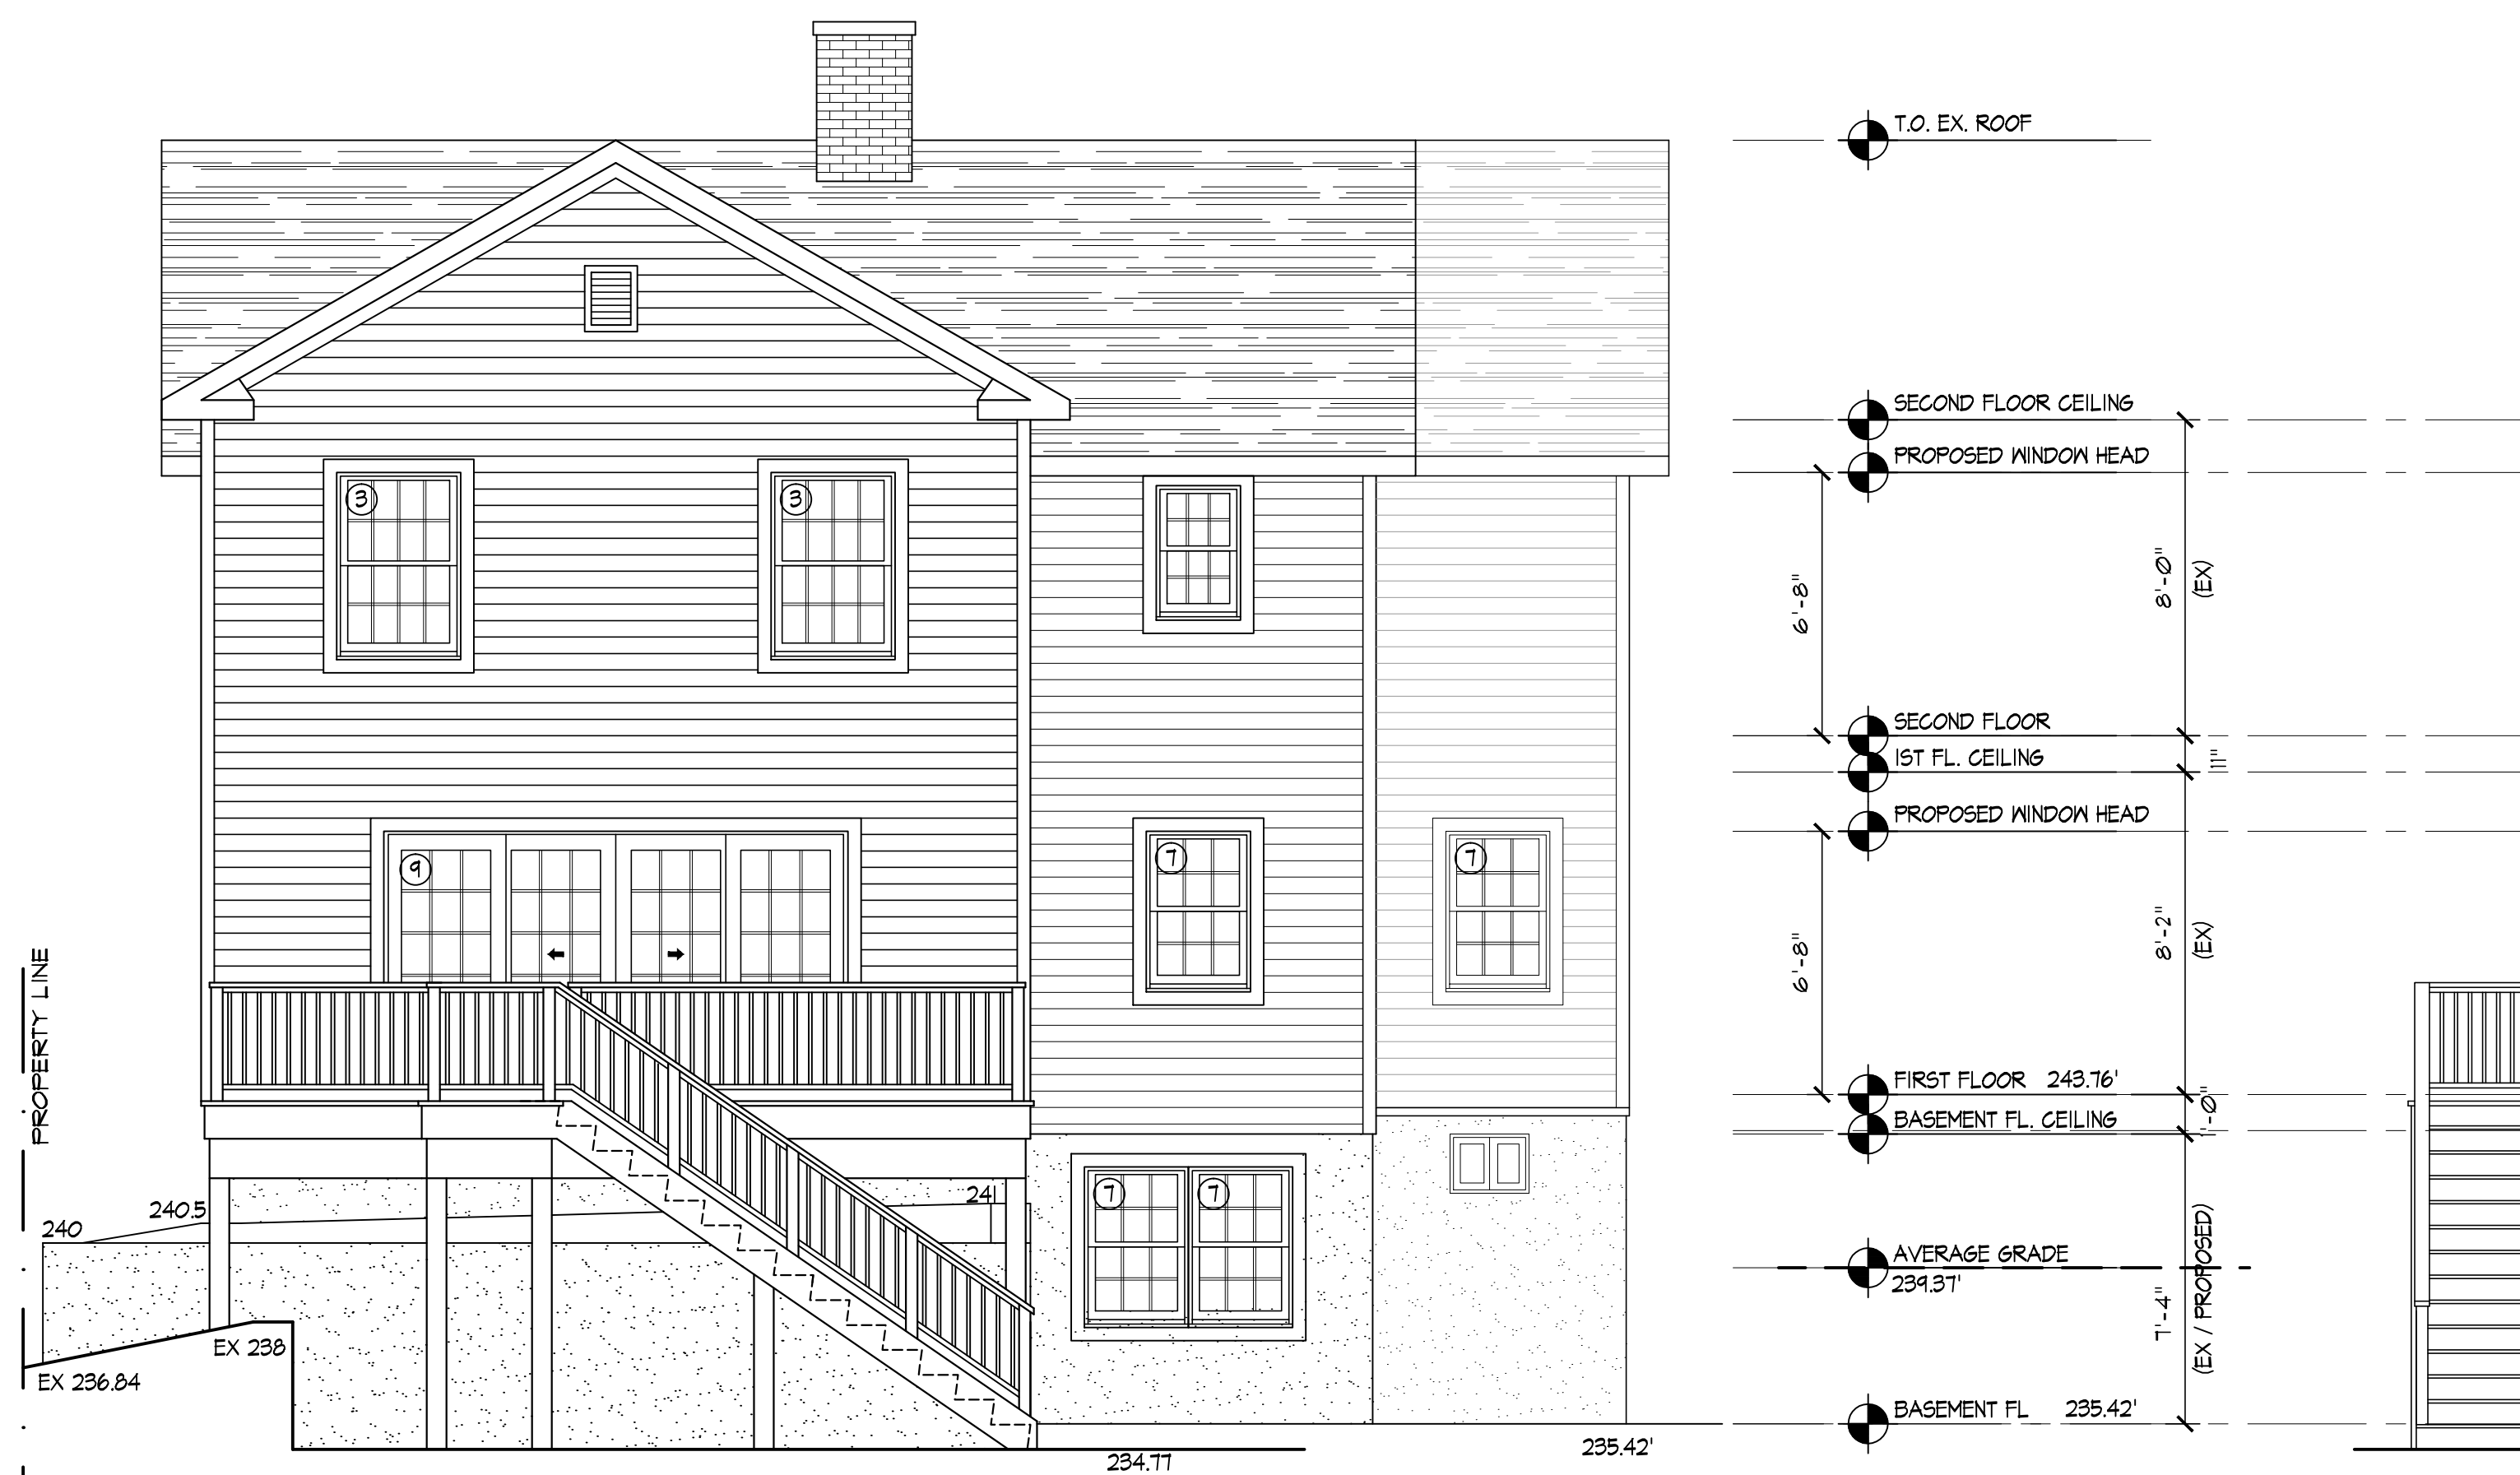 T.O. EX. ROOF
SECOND FLOOR CEILING
PROPOSED WINDOW HEAD
3
3
6'-8"
8'-0"
(EX)
SECOND FLOOR
1ST FL. CEILING
11"
PROPOSED WINDOW HEAD
9
7
7
6'-8"
8'-2"
(EX)
PROPERTY LINE
FIRST FLOOR 243.76'
1'-0"
BASEMENT FL. CEILING
7
7
241
240.5
240
AVERAGE GRADE
239.37'
7'-4"
(EX / PROPOSED)
EX 238
EX 236.84
BASEMENT FL 235.42'
235.42'
234.77